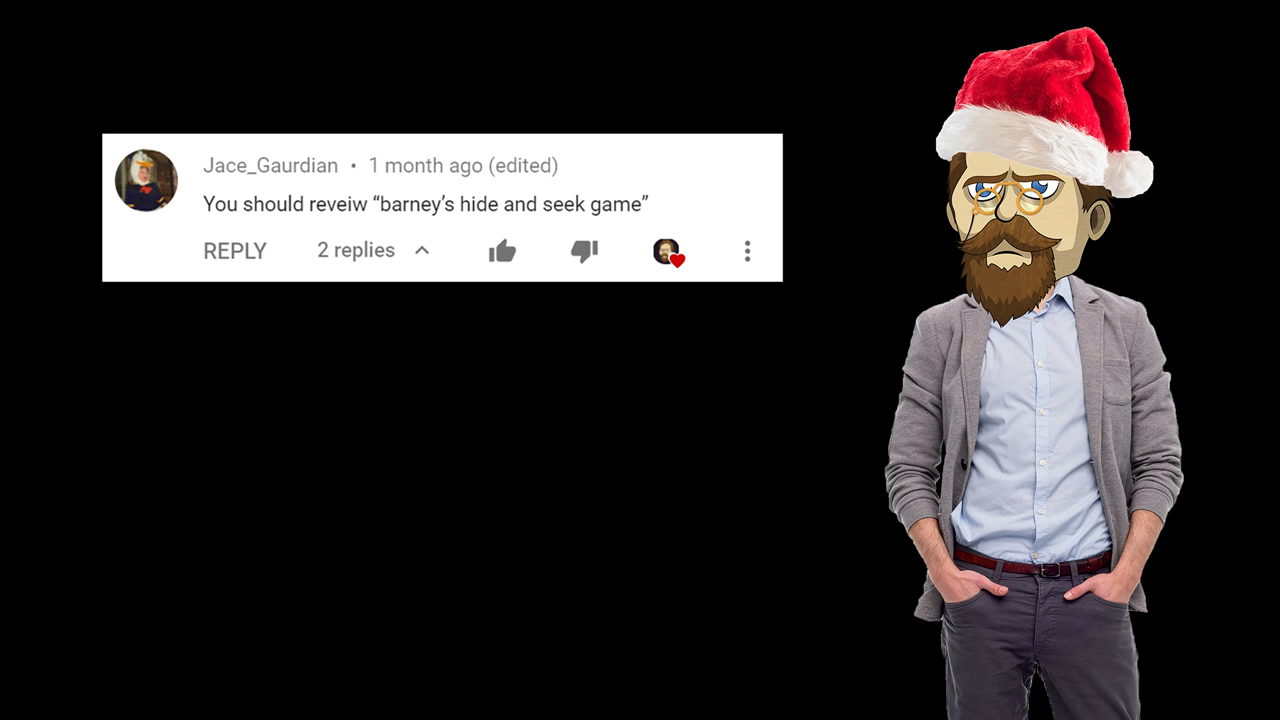 Jace_Gaurdian • 1 month ago (edited)
You should reveiw “barney’s hide and seek game”
REPLY 2 replies